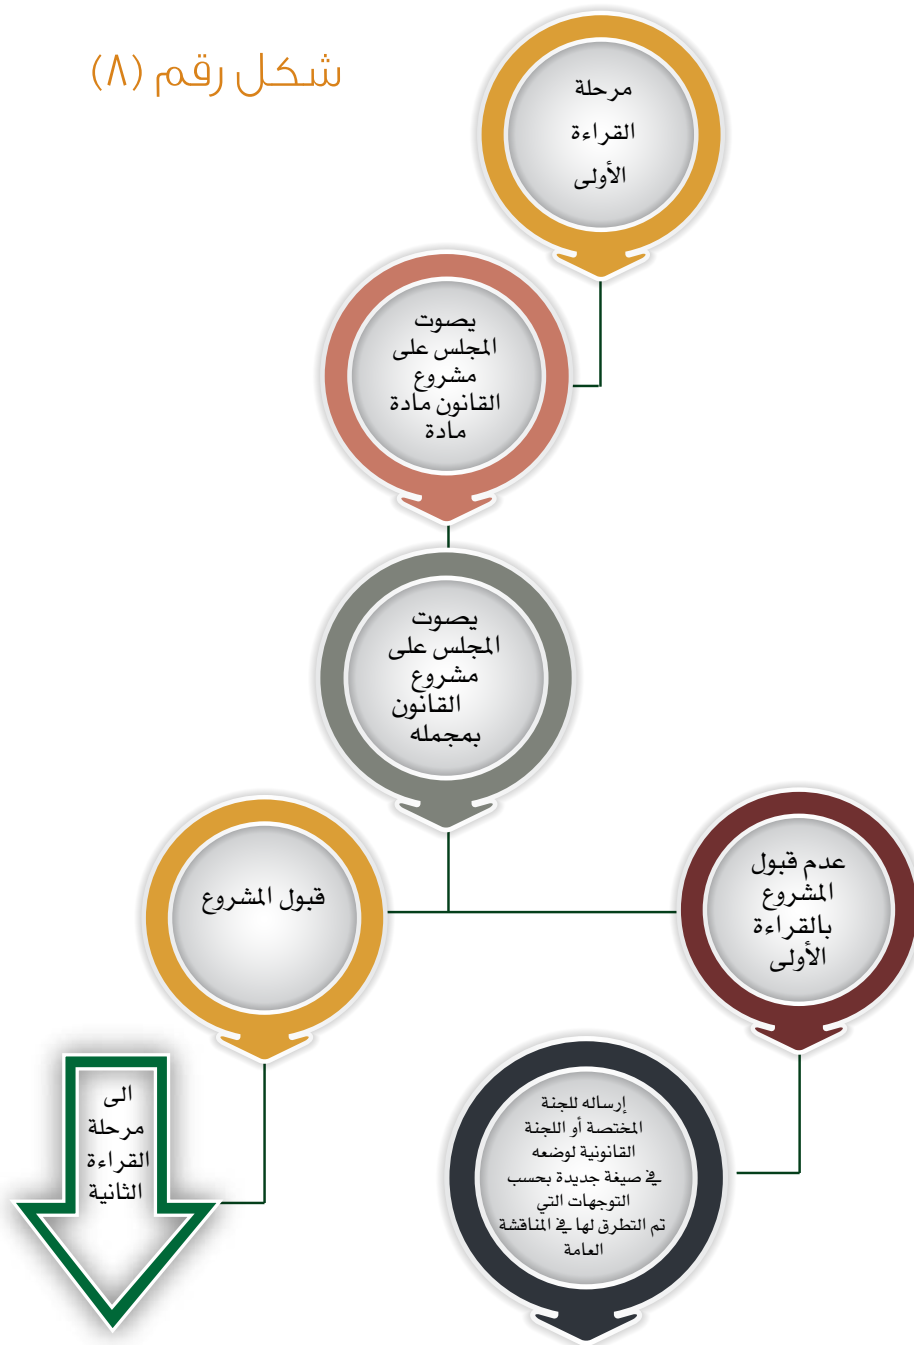 شكل رقم (٨)
مرحلة
القراءة
الأولى
يصوت
المجلس على
مشروع
القانون مادة
مادة
يصوت
المجلس على
مشروع
القانون
بمجمله
عدم قبول
المشروع
بالقراءة
الأولى
قبول المشروع
إرساله للجنة
المختصة أو اللجنة
القانونية لوضعه
في صيغة جديدة بحسب
التوجهات التي
تم التطرق لها في المناقشة
العامة
الى
مرحلة
القراءة
الثانية